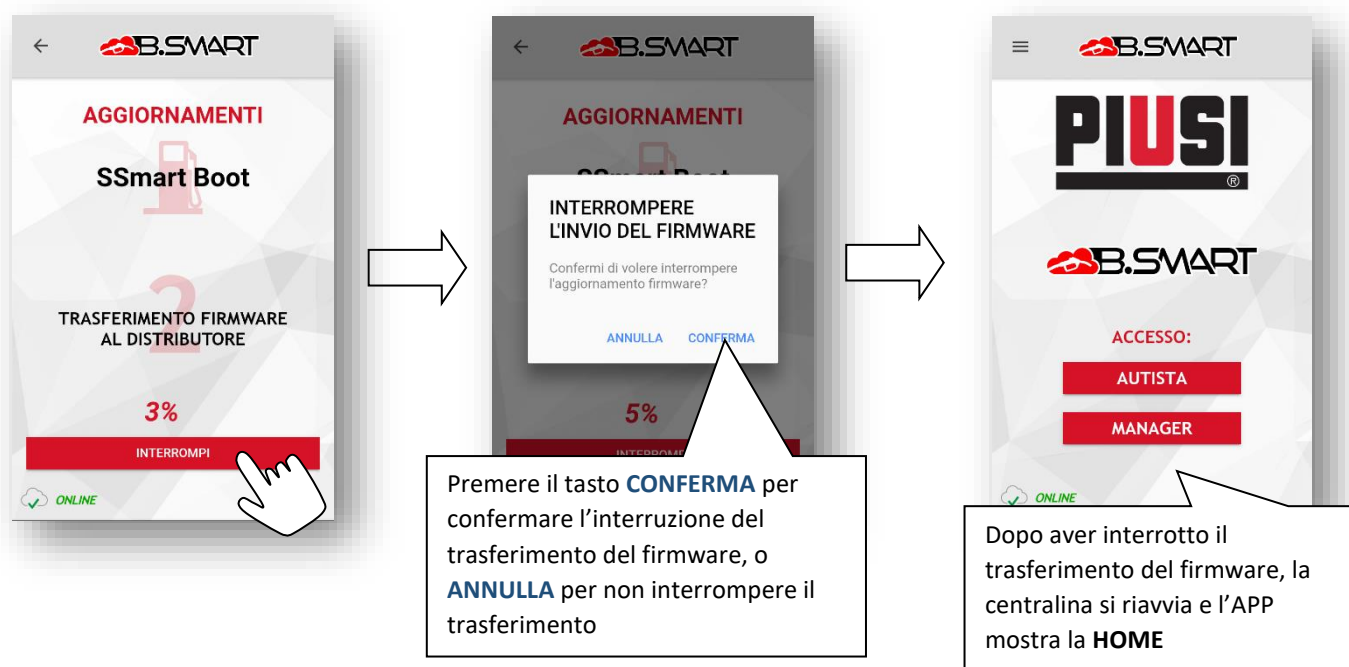 B.SMART
AGGIORNAMENTI
SSmart Boot
2
TRASFERIMENTO FIRMWARE
AL DISTRIBUTORE
3%
INTERROMPI
ONLINE
B.SMART
AGGIORNAMENTI
SSmart Boot
INTERROMPERE
L'INVIO DEL FIRMWARE
Confermi di volere interrompere
l'aggiornamento firmware?
ANNULLA CONFERMA
5%
Premere il tasto CONFERMA per
confermare l’interruzione del
trasferimento del firmware, o
ANNULLA per non interrompere il
trasferimento
B.SMART
PIUSI
®
B.SMART
ACCESSO:
AUTISTA
MANAGER
ONLINE
Dopo aver interrotto il
trasferimento del firmware, la
centralina si riavvia e l’APP
mostra la HOME